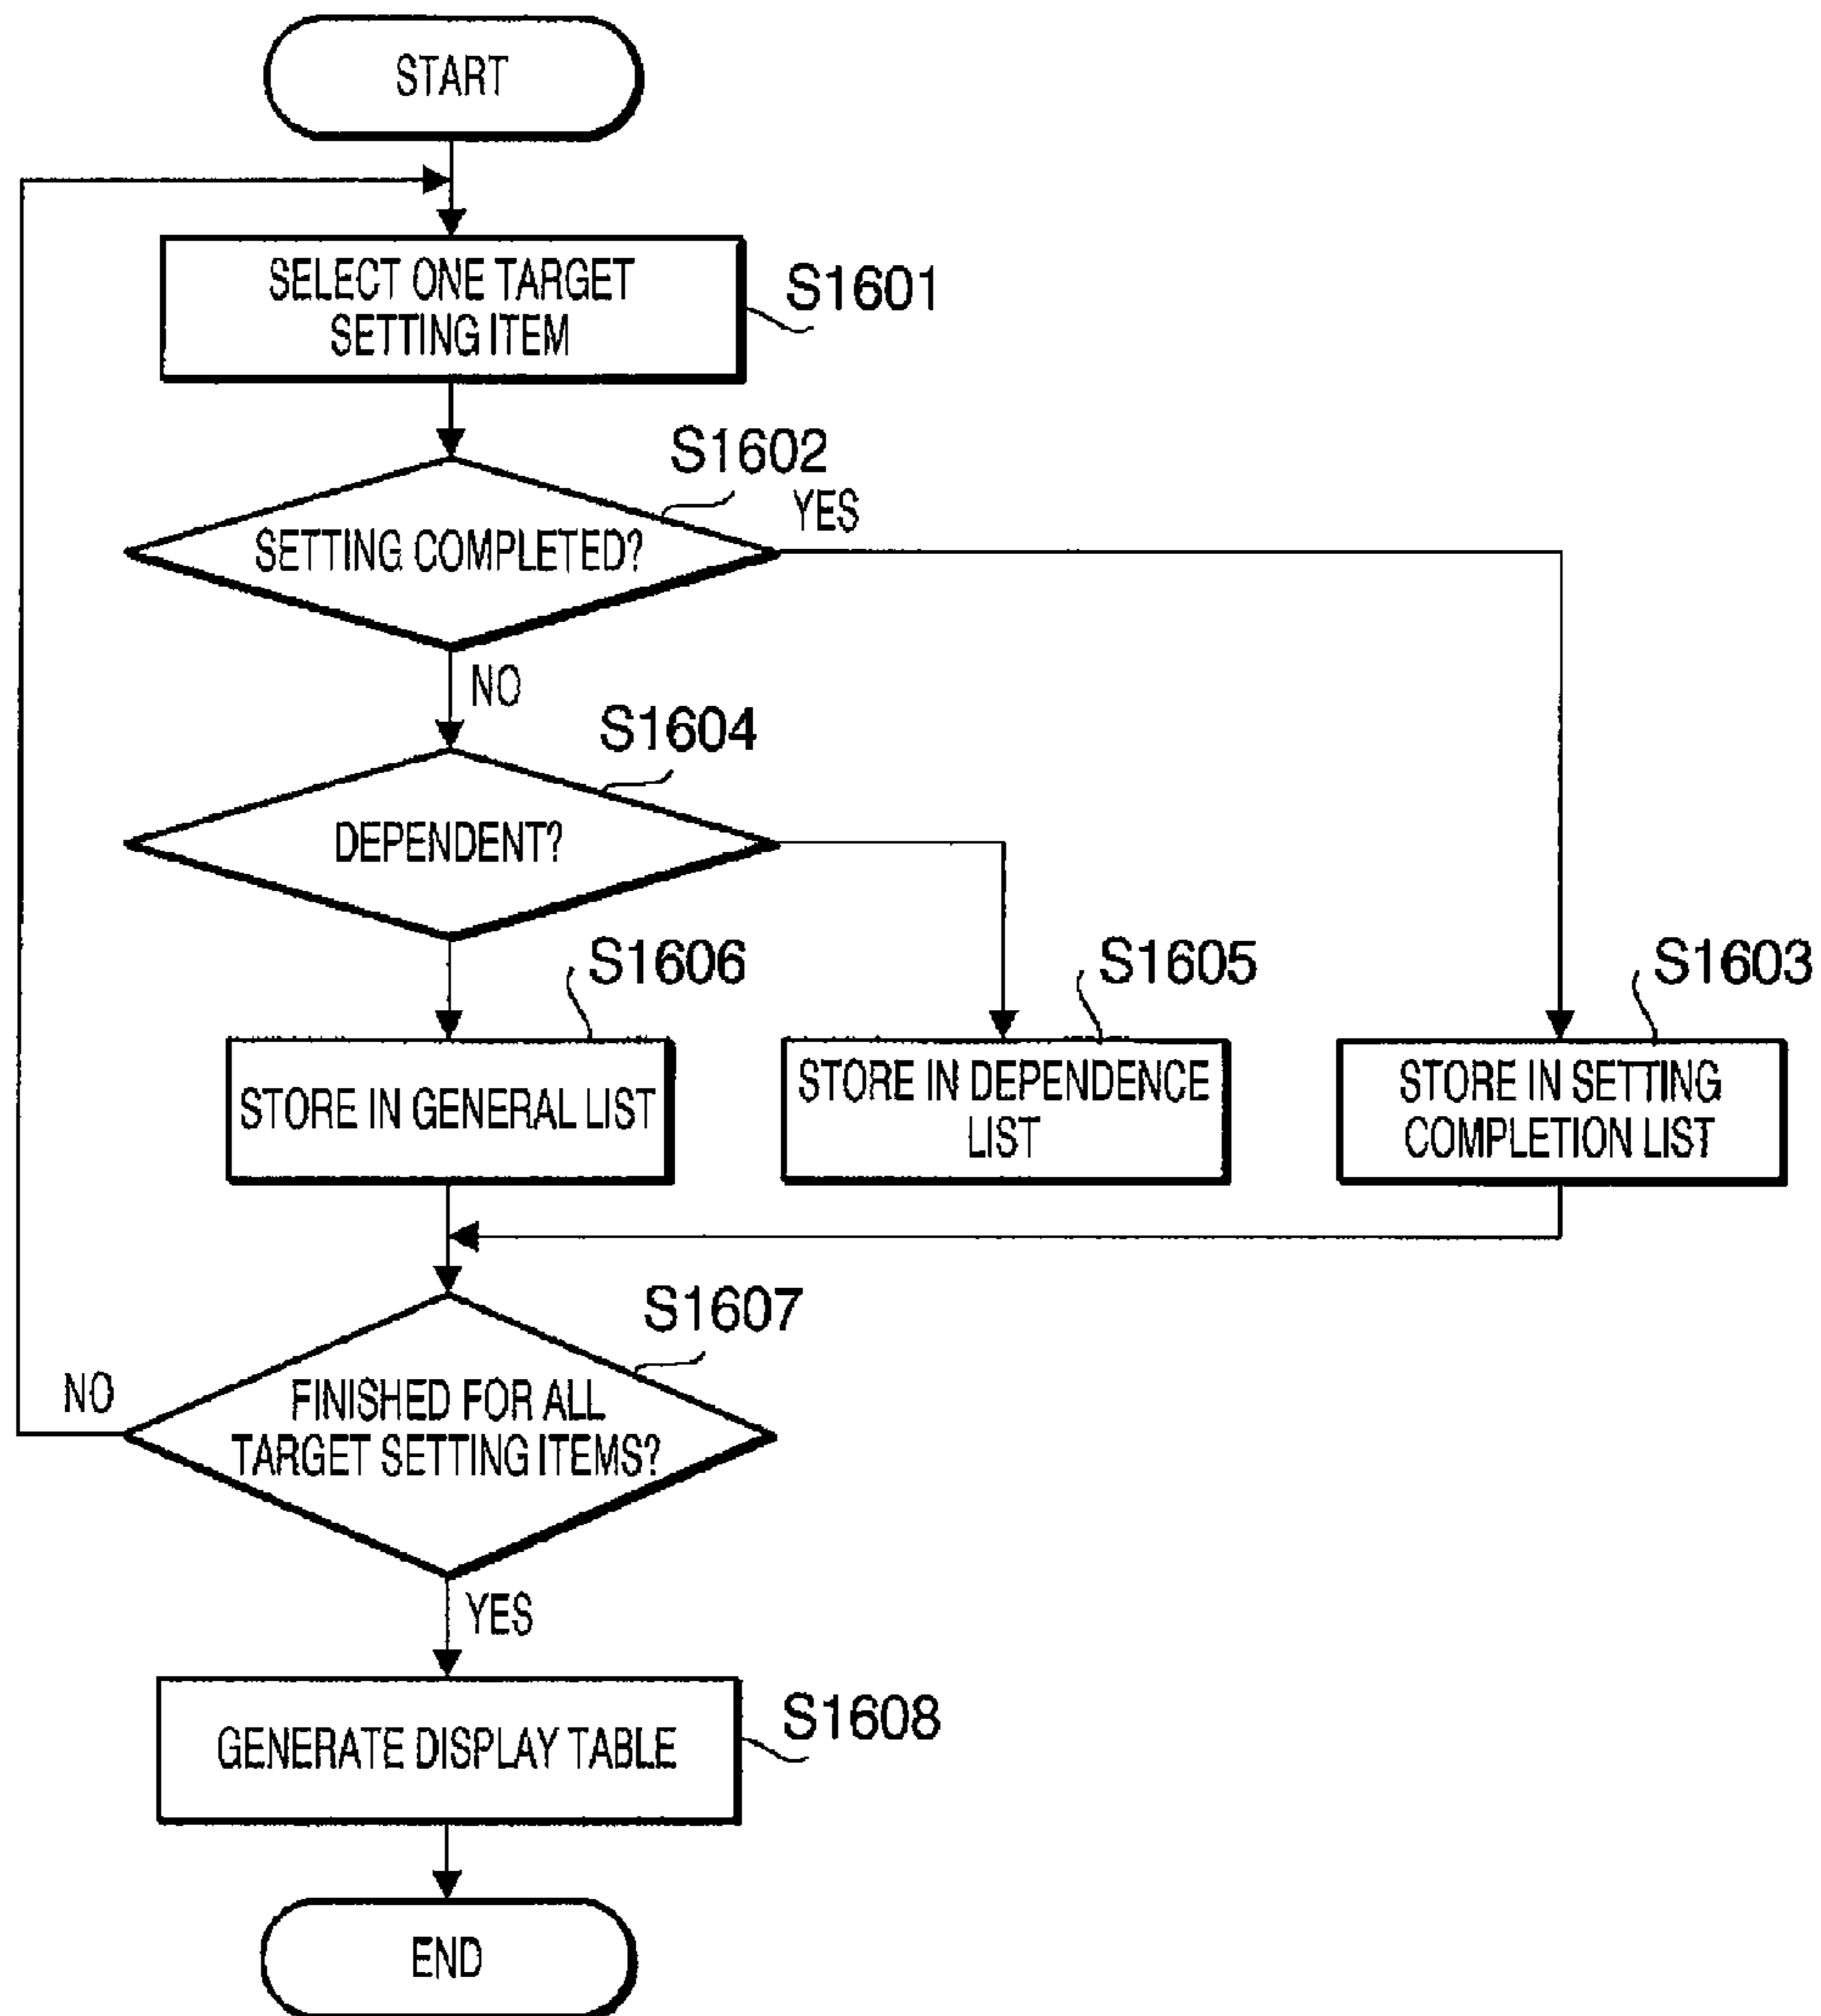 START
SELECT ONE TARGET
SETTING ITEM
S1601
S1602
YES
SETTING COMPLETED?
NO
S1604
DEPENDENT?
S1606
S1605
S1603
STORE IN GENERAL LIST
STORE IN DEPENDENCE
LIST
STORE IN SETTING
COMPLETION LIST
S1607
NO
FINISHED FOR ALL
TARGET SETTING ITEMS?
YES
GENERATE DISPLAY TABLE
S1608
END